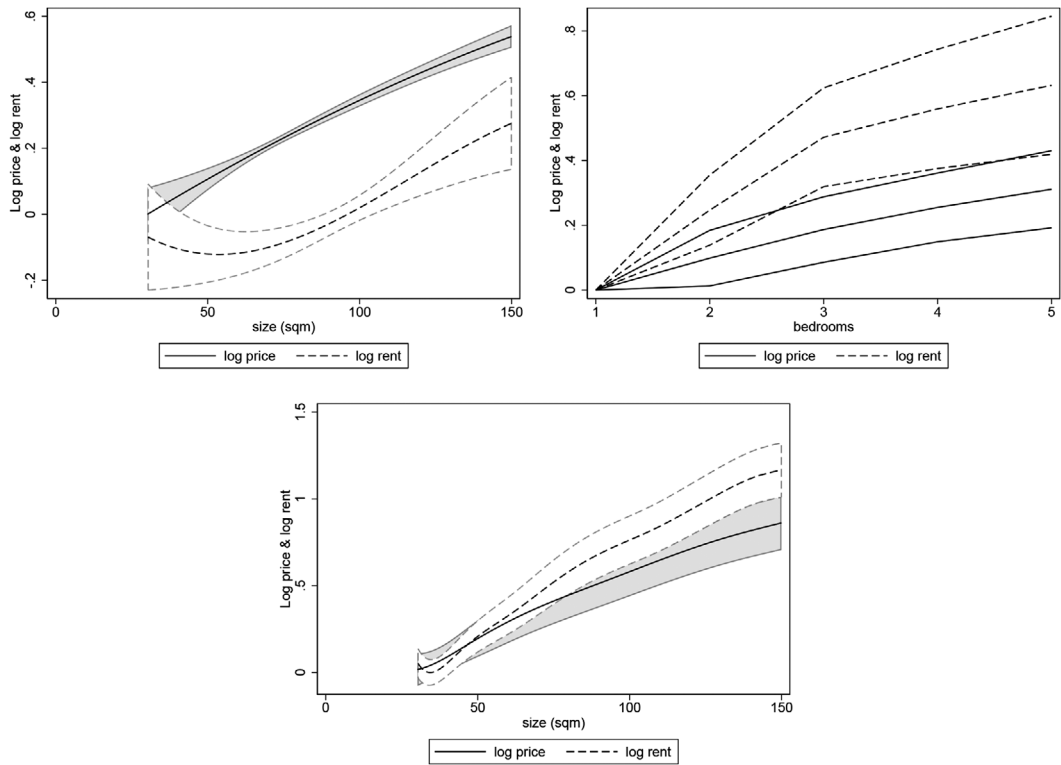 Log price & log rent
.6
.4
.2
0
-.2
0 50 100 150
size (sqm)
log price log rent
Log price & log rent
.8
.6
.4
.2
0
1 2 3 4 5
bedrooms
log price log rent
Log price & log rent
1.5
1
.5
0
0 50 100 150
size (sqm)
log price log rent